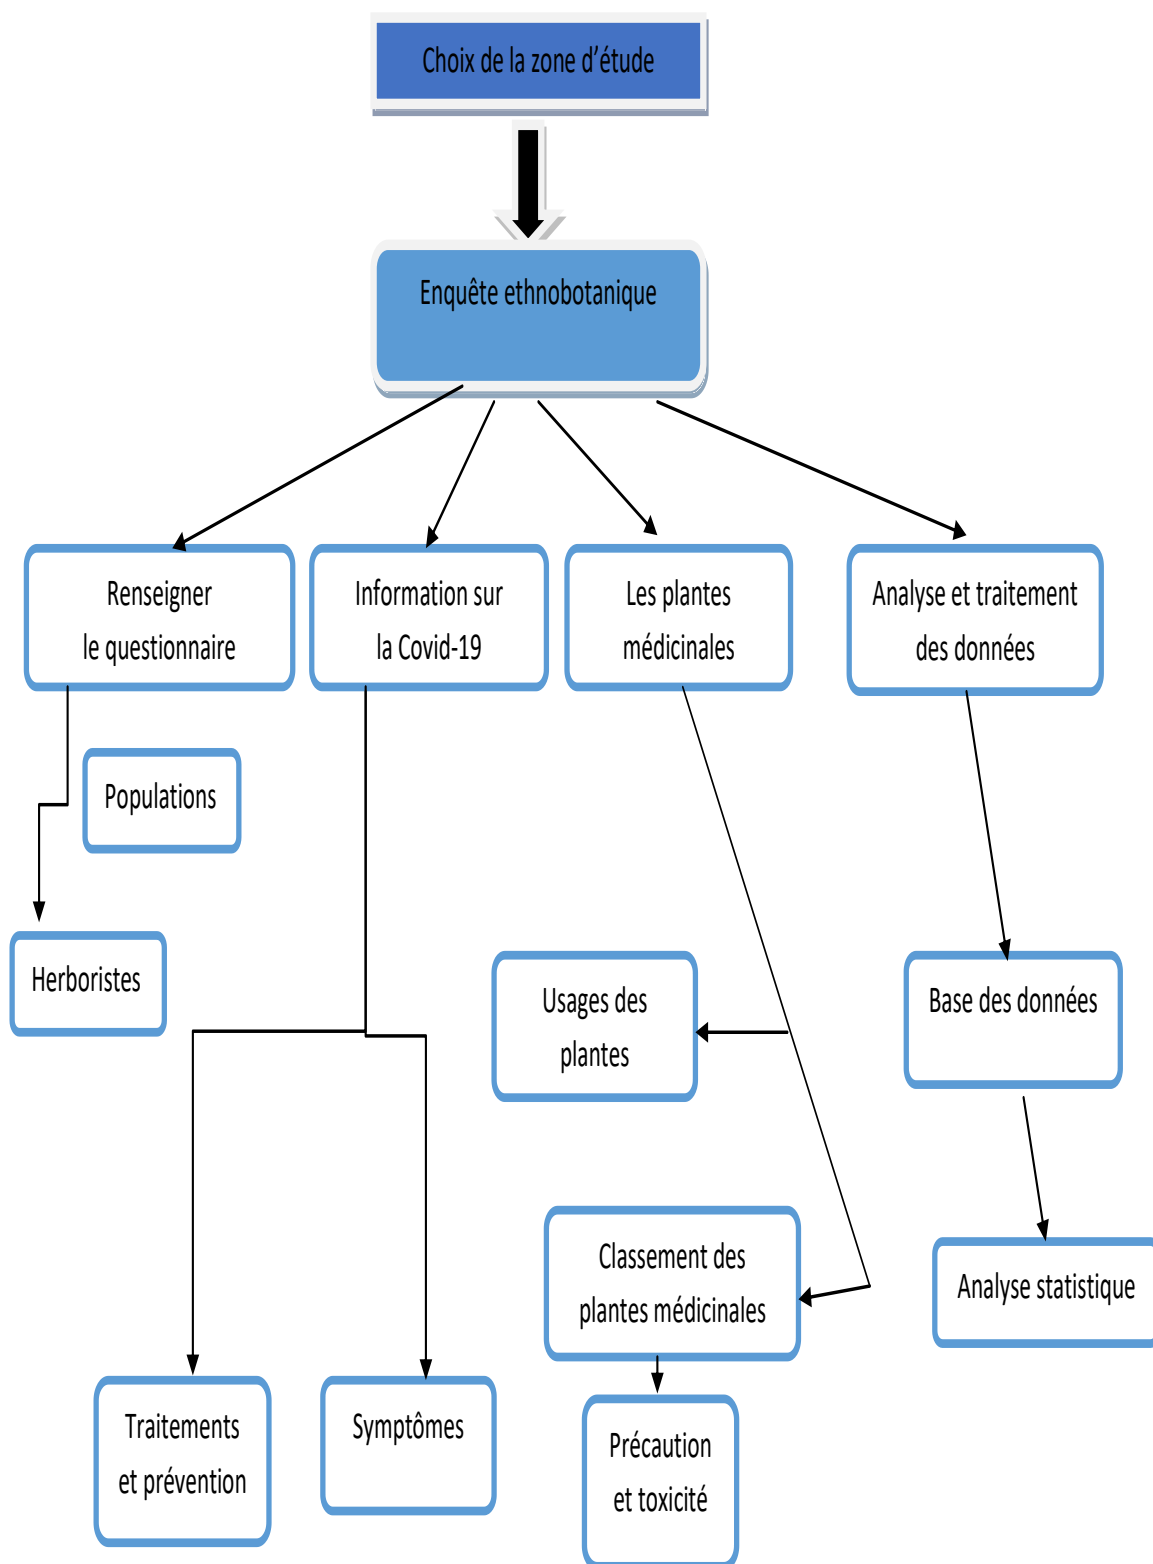 Choix de la zone d’étude
Enquête ethnobotanique
Renseigner
le questionnaire
Information sur
la Covid-19
Les plantes
médicinales
Analyse et traitement
des données
Populations
Herboristes
Usages des
plantes
Base des données
Classement des
plantes médicinales
Analyse statistique
Traitements
et prévention
Symptômes
Précaution
et toxicité